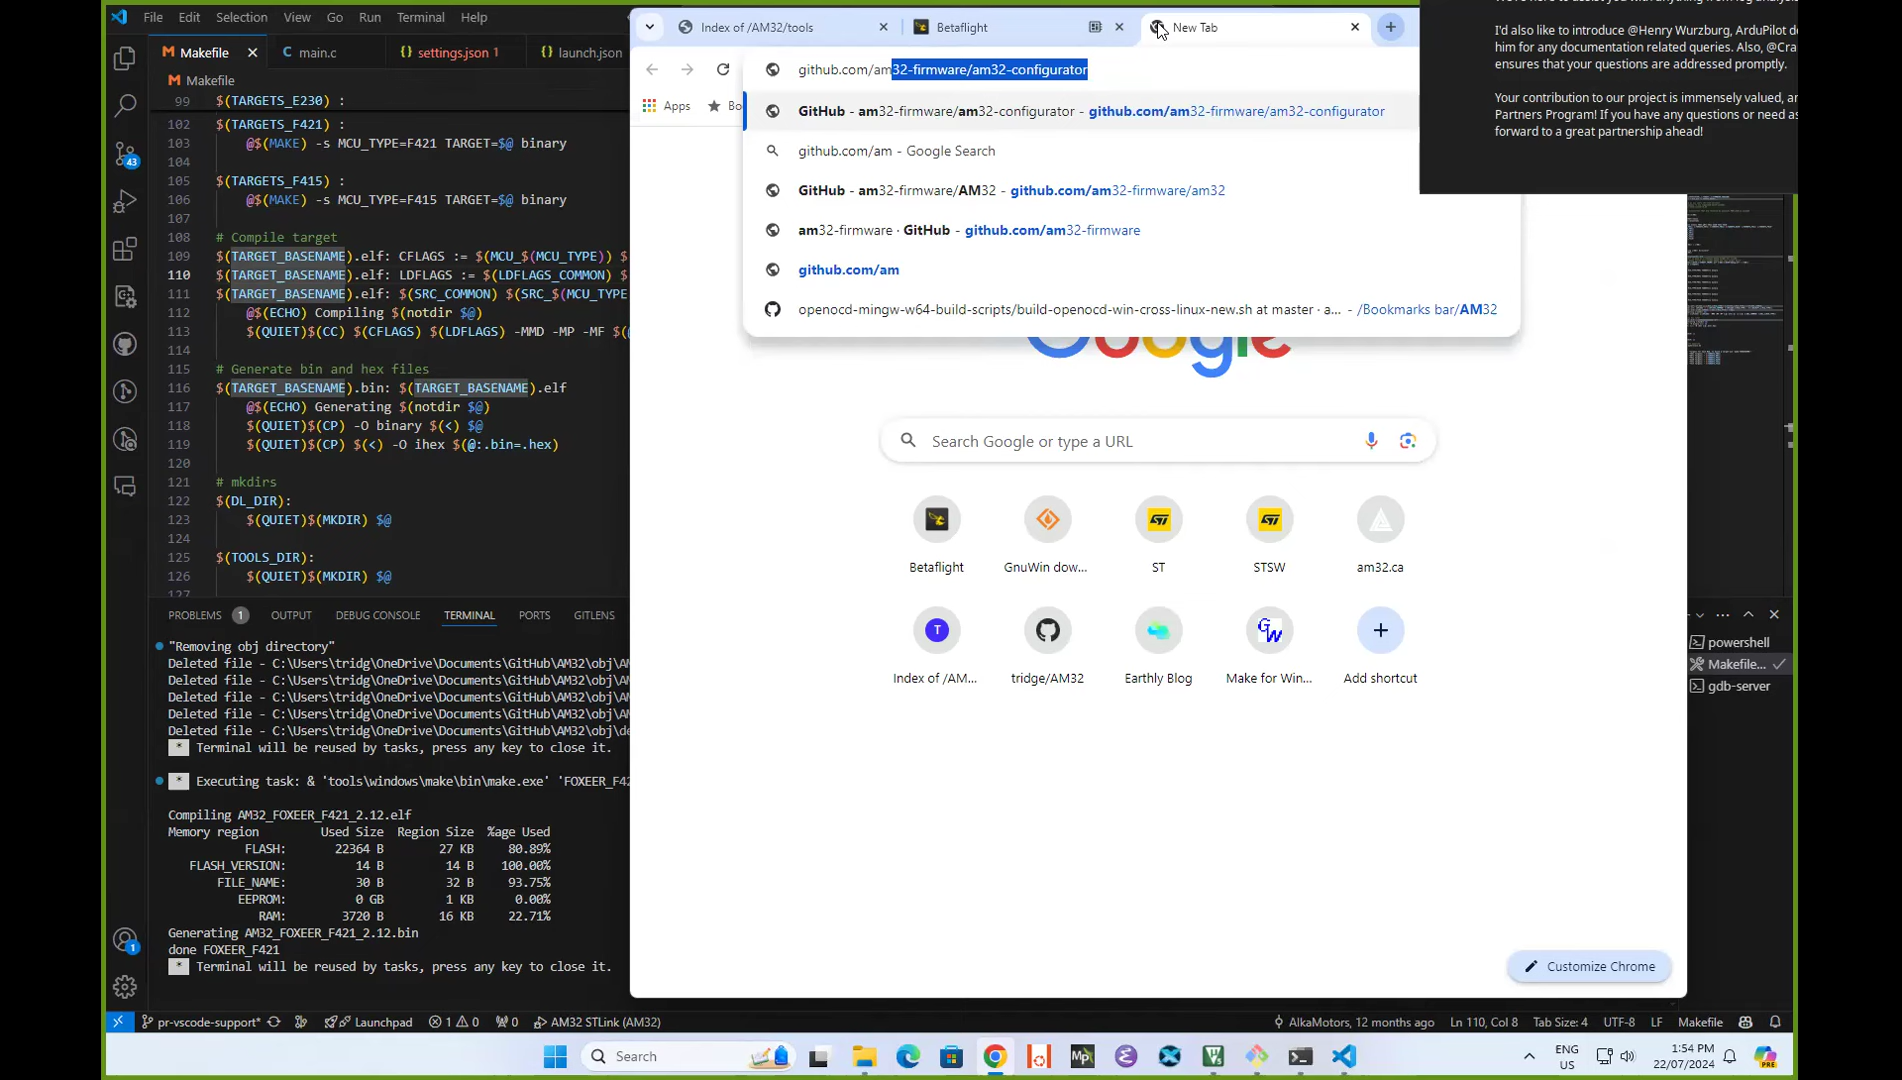 File Edit Selection View Go Run Terminal Help
Makefile
main.c
settings.json 1
launch.json
Makefile
99 $(TARGETS_E230) :
102 $(TARGETS_F421) :
103 @$(MAKE) -s MCU_TYPE=F421 TARGET=$@ binary
104
105 $(TARGETS_F415) :
106 @$(MAKE) -s MCU_TYPE=F415 TARGET=$@ binary
107
108 # Compile target
109 $(TARGET_BASENAME).elf: CFLAGS := $(MCU_$(MCU_TYPE)) $
110 $(TARGET_BASENAME).elf: LDFLAGS := $(LDFLAGS_COMMON) $
111 $(TARGET_BASENAME).elf: $(SRC_COMMON) $(SRC_$(MCU_TYPE
112 @$(ECHO) Compiling $(notdir $@)
113 $(QUIET)$(CC) $(CFLAGS) $(LDFLAGS) -MMD -MP -MF $(
114
115 # Generate bin and hex files
116 $(TARGET_BASENAME).bin: $(TARGET_BASENAME).elf
117 @$(ECHO) Generating $(notdir $@)
118 $(QUIET)$(CP) -O binary $(<) $@
119 $(QUIET)$(CP) $(<) -O ihex $(@:.bin=.hex)
120
121 # mkdirs
122 $(DL_DIR):
123 $(QUIET)$(MKDIR) $@
124
125 $(TOOLS_DIR):
126 $(QUIET)$(MKDIR) $@
127
43
1
PROBLEMS 1 OUTPUT DEBUG CONSOLE TERMINAL PORTS GITLENS
"Removing obj directory"
Deleted file - C:\Users\tridg\OneDrive\Documents\GitHub\AM32\obj\AM
Deleted file - C:\Users\tridg\OneDrive\Documents\GitHub\AM32\obj\AM
Deleted file - C:\Users\tridg\OneDrive\Documents\GitHub\AM32\obj\AM
Deleted file - C:\Users\tridg\OneDrive\Documents\GitHub\AM32\obj\AM
Deleted file - C:\Users\tridg\OneDrive\Documents\GitHub\AM32\obj\de
* Terminal will be reused by tasks, press any key to close it.
* Executing task: & 'tools\windows\make\bin\make.exe' 'FOXEER_F42
Compiling AM32_FOXEER_F421_2.12.elf
Memory region Used Size Region Size %age Used
FLASH: 22364 B 27 KB 80.89%
FLASH_VERSION: 14 B 14 B 100.00%
FILE_NAME: 30 B 32 B 93.75%
EEPROM: 0 GB 1 KB 0.00%
RAM: 3720 B 16 KB 22.71%
Generating AM32_FOXEER_F421_2.12.bin
done FOXEER_F421
* Terminal will be reused by tasks, press any key to close it.
Index of /AM32/tools
Betaflight
New Tab
github.com/am32-firmware/am32-configurator
Apps
Bo
GitHub - am32-firmware/am32-configurator - github.com/am32-firmware/am32-configurator
github.com/am - Google Search
GitHub - am32-firmware/AM32 - github.com/am32-firmware/am32
am32-firmware · GitHub - github.com/am32-firmware
github.com/am
openocd-mingw-w64-build-scripts/build-openocd-win-cross-linux-new.sh at master · a... - /Bookmarks bar/AM32
Google
Search Google or type a URL
Betaflight
GnuWin dow...
ST
STSW
am32.ca
T
Index of /AM...
tridge/AM32
Earthly Blog
Make for Win...
Add shortcut
Customize Chrome
I'd also like to introduce @Henry Wurzburg, ArduPilot de
him for any documentation related queries. Also, @Cra
ensures that your questions are addressed promptly.
Your contribution to our project is immensely valued, an
Partners Program! If you have any questions or need as
forward to a great partnership ahead!
powershell
Makefile...
gdb-server
pr-vscode-support* Launchpad 1 0 0 AM32 STLink (AM32)
AlkaMotors, 12 months ago Ln 110, Col 8 Tab Size: 4 UTF-8 LF Makefile
Search
ENG
US
1:54 PM
22/07/2024